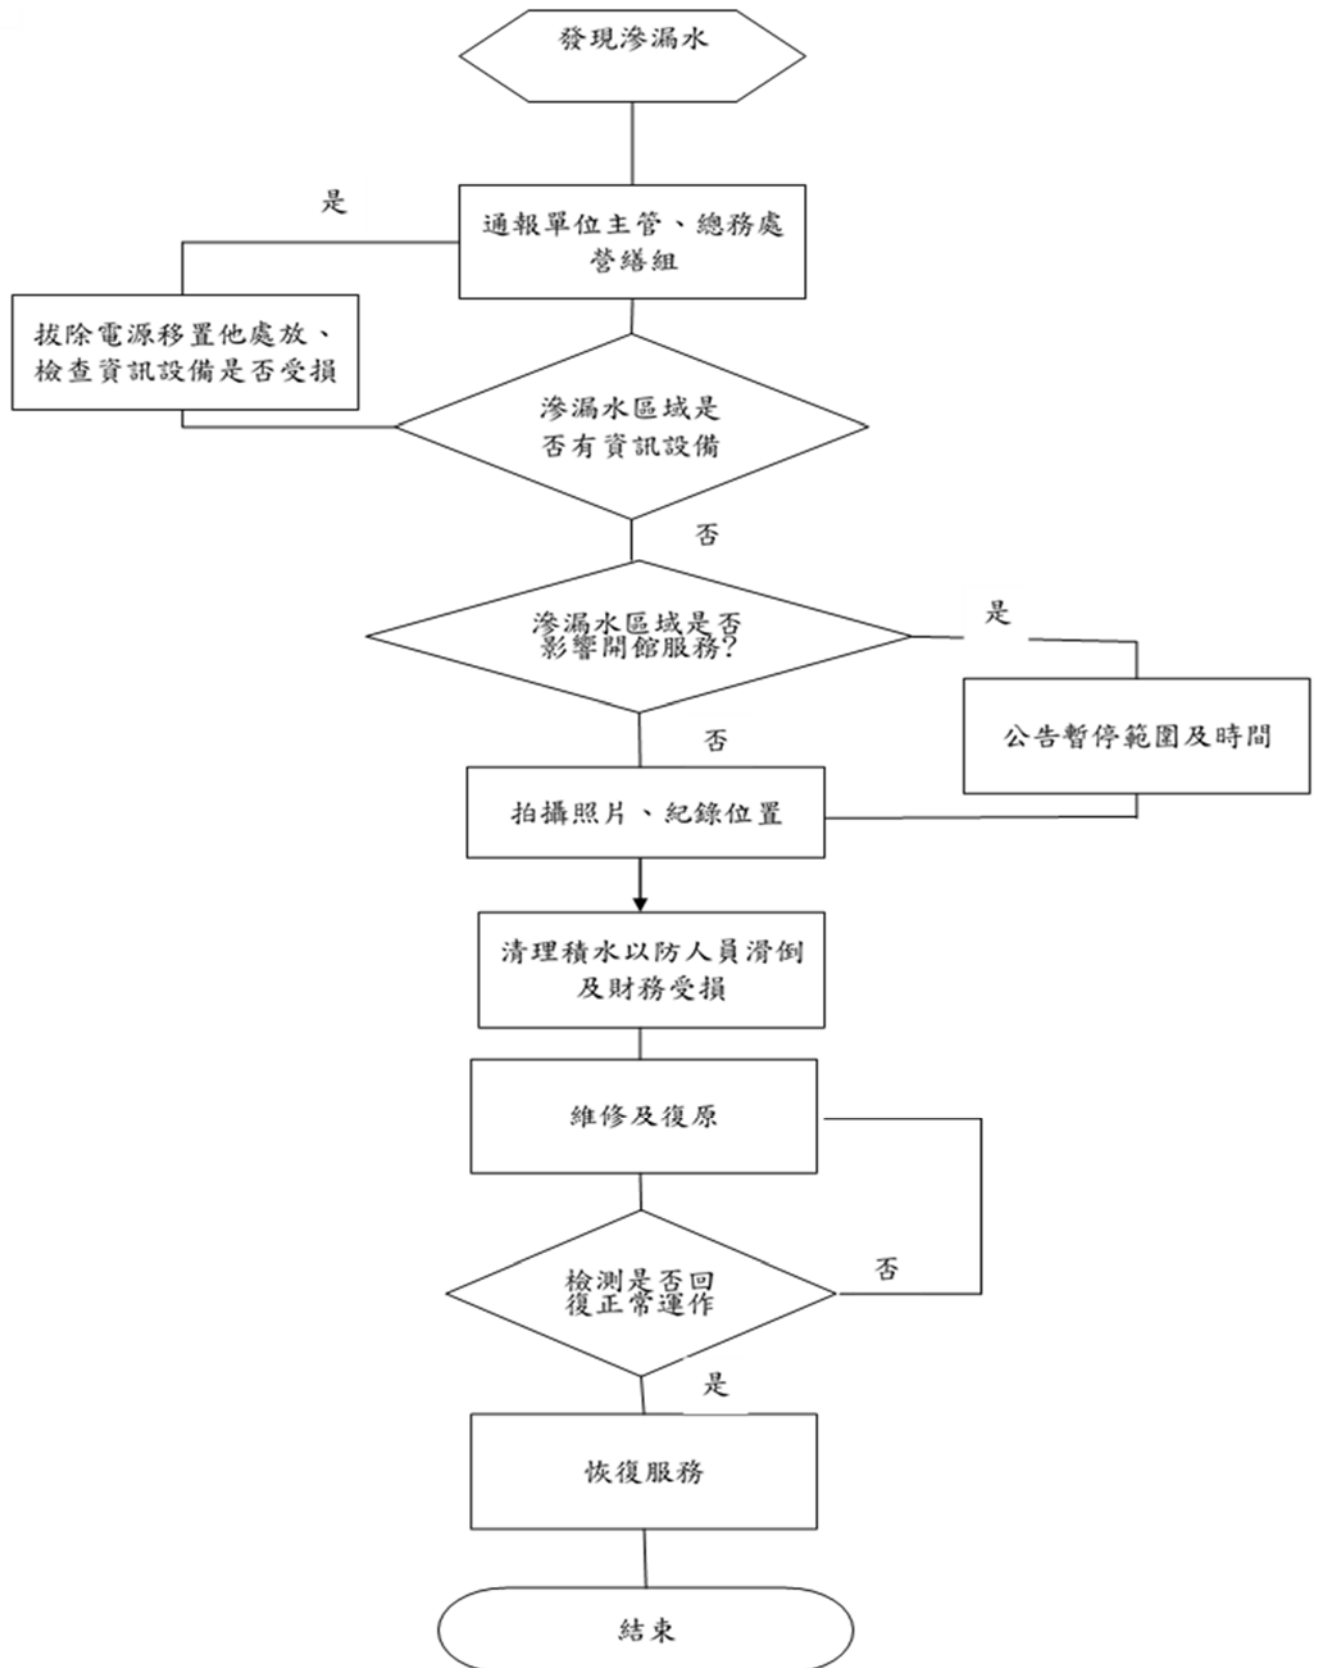 發現滲漏水
是
通報單位主管、總務處
營繕組
拔除電源移置他處放、
檢查資訊設備是否受損
滲漏水區域是
否有資訊設備
否
滲漏水區域是否
影響開館服務?
是
公告暫停範圍及時間
否
拍攝照片、紀錄位置
清理積水以防人員滑倒
及財務受損
維修及復原
檢測是否回
復正常運作
否
是
恢復服務
結束